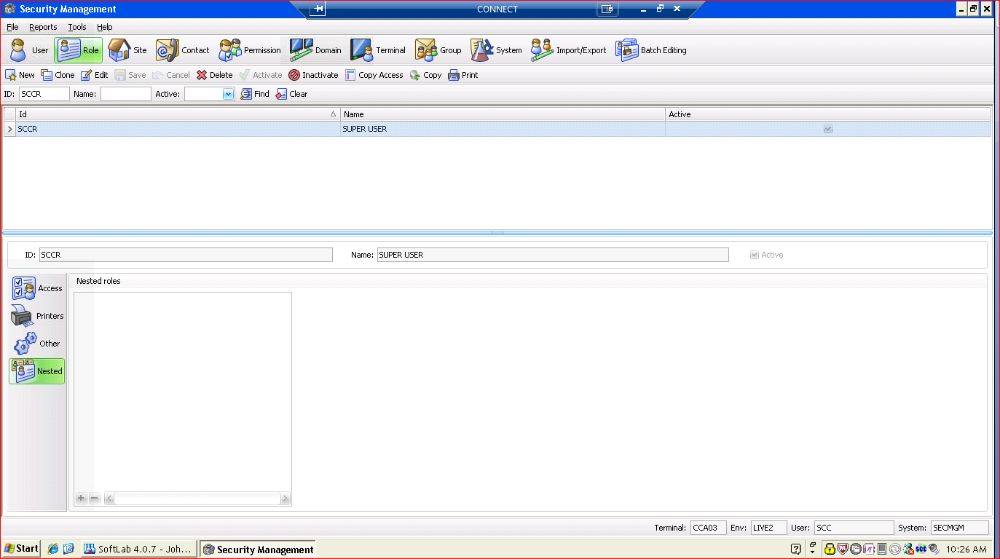 Security Management CONNECT
File Reports Tools Help
User Role Site Contact Permission Domain Terminal Group System Import/Export Batch Editing
New Clone Edit Save Cancel Delete Activate Inactivate Copy Access Copy Print
ID: SCCR Name: Active: Find Clear
Id Name Active
SCCR SUPER USER
ID: SCCR Name: SUPER USER Active
Nested roles
Access
Printers
Other
Nested
Terminal: CCA03 Env: LIVE2 User: SCC System: SECMGM
Start SoftLab 4.0.7 - Joh... Security Management scc 10:26 AM